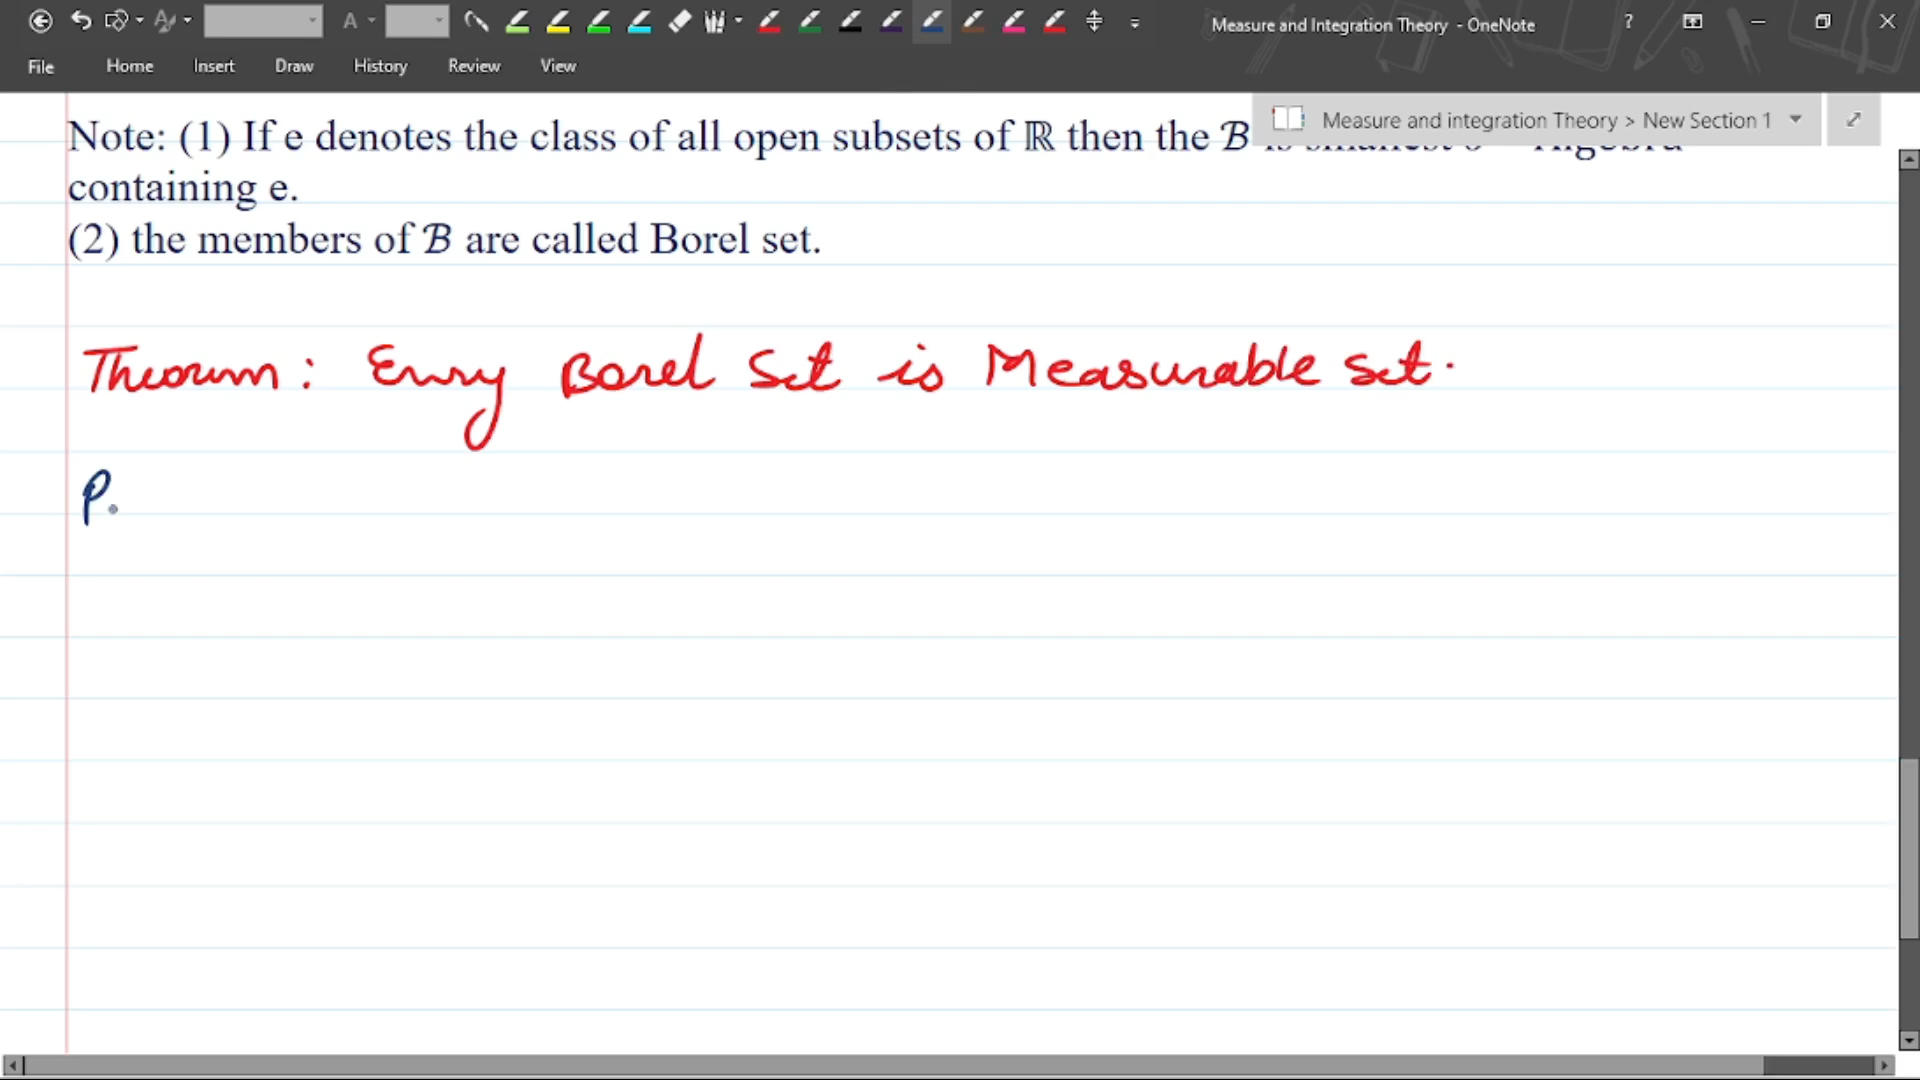 Measure and Integration Theory - OneNote
?
File Home Insert Draw History Review View
Measure and integration Theory > New Section 1
Note: (1) If e denotes the class of all open subsets of ℝ then the ℬ
containing e.
(2) the members of ℬ are called Borel set.
Theorem: Every Borel Set is Measurable set.
P.